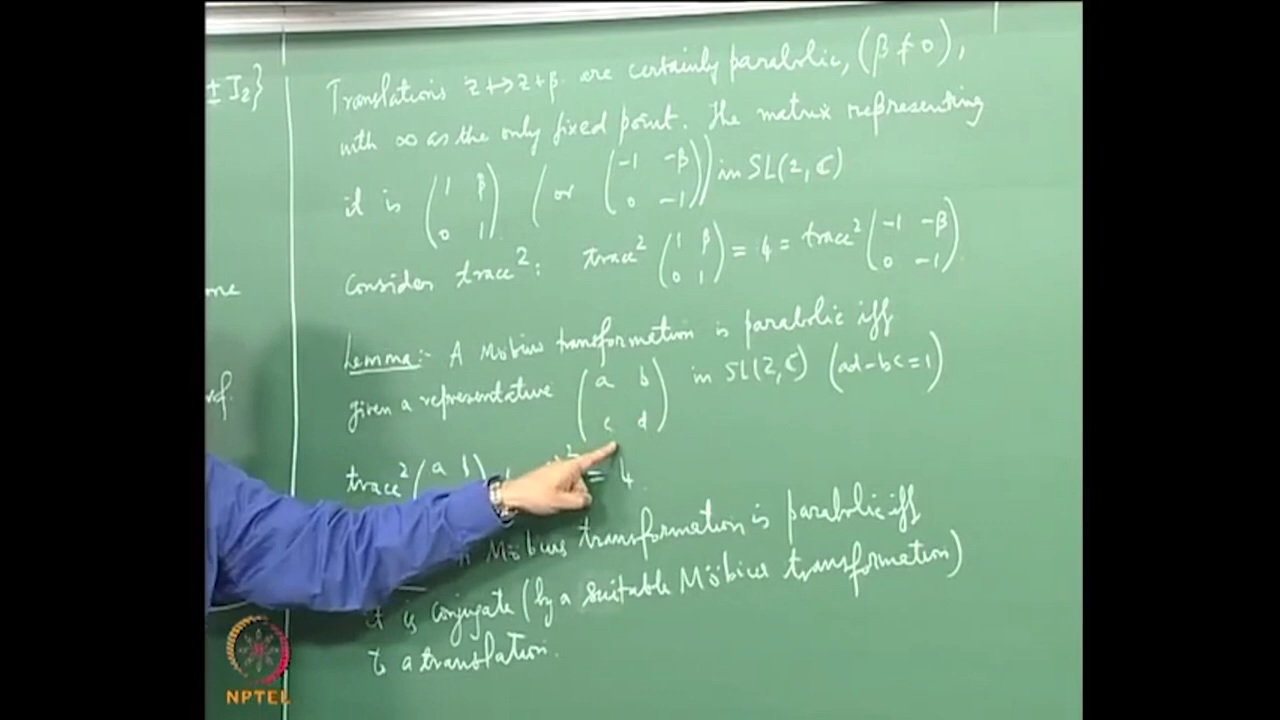 ± I₂}
Translations z ↦ z+β are certainly parabolic, (β ≠ 0),
with ∞ as the only fixed point. The matrix representing
it is (1 β 0 1) (or (-1 -β 0 -1)) in SL(2, ℂ)
Consider trace²: trace² (1 β 0 1) = 4 = trace² (-1 -β 0 -1)
Lemma:- A Möbius transformation is parabolic iff
given a representative (a b c d) in SL(2, ℂ) (ad-bc=1)
trace² (a b = 4.
Möbius transformation is parabolic iff
it is conjugate (by a suitable Möbius transformation)
to a translation.
NPTEL